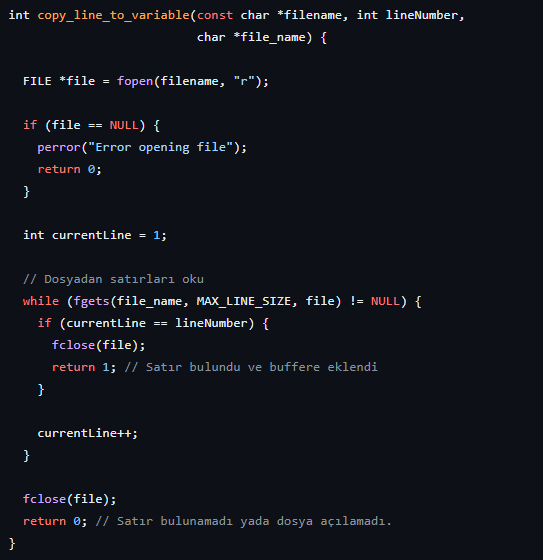 int copy_line_to_variable(const char *filename, int lineNumber,
                          char *file_name) {

  FILE *file = fopen(filename, "r");

  if (file == NULL) {
    perror("Error opening file");
    return 0;
  }

  int currentLine = 1;

  // Dosyadan satırları oku
  while (fgets(file_name, MAX_LINE_SIZE, file) != NULL) {
    if (currentLine == lineNumber) {
      fclose(file);
      return 1; // Satır bulundu ve buffere eklendi
    }

    currentLine++;
  }

  fclose(file);
  return 0; // Satır bulunamadı yada dosya açılamadı.
}